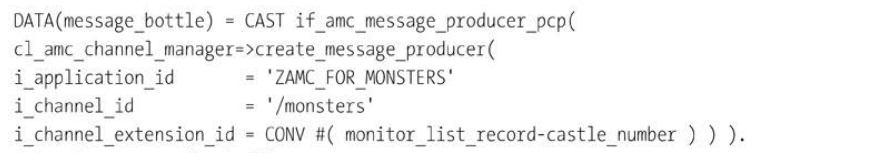 DATA(message_bottle) = CAST if_amc_message_producer_pcp(
cl_amc_channel_manager=>create_message_producer(
i_application_id = 'ZAMC_FOR_MONSTERS'
i_channel_id = '/monsters'
i_channel_extension_id = CONV #( monitor_list_record-castle_number ) ) ).